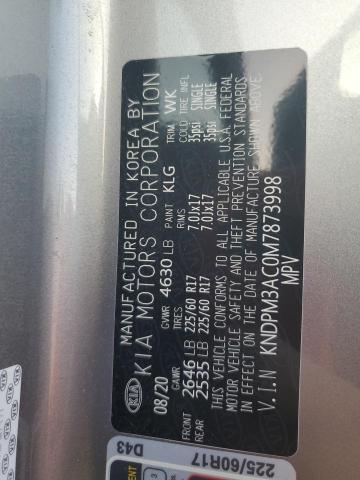 MANUFACTURED IN KOREA BY
KIA MOTORS CORPORATION
KIA
08/20 GVWR 4630 LB PAINT KLG TRIM WK
GAWR TIRES RIMS COLD TIRE INFL
FRONT 2646 LB 225/60 R17 7.0Jx17 35psi SINGLE
REAR 2535 LB 225/60 R17 7.0Jx17 35psi SINGLE
THIS VEHICLE CONFORMS TO ALL APPLICABLE U.S.A FEDERAL
MOTOR VEHICLE SAFETY AND THEFT PREVENTION STANDARDS
IN EFFECT ON THE DATE OF MANUFACTURE SHOWN ABOVE.
V.I.N KNDPM3AC0M7873998
MPV
D43
225/60R17